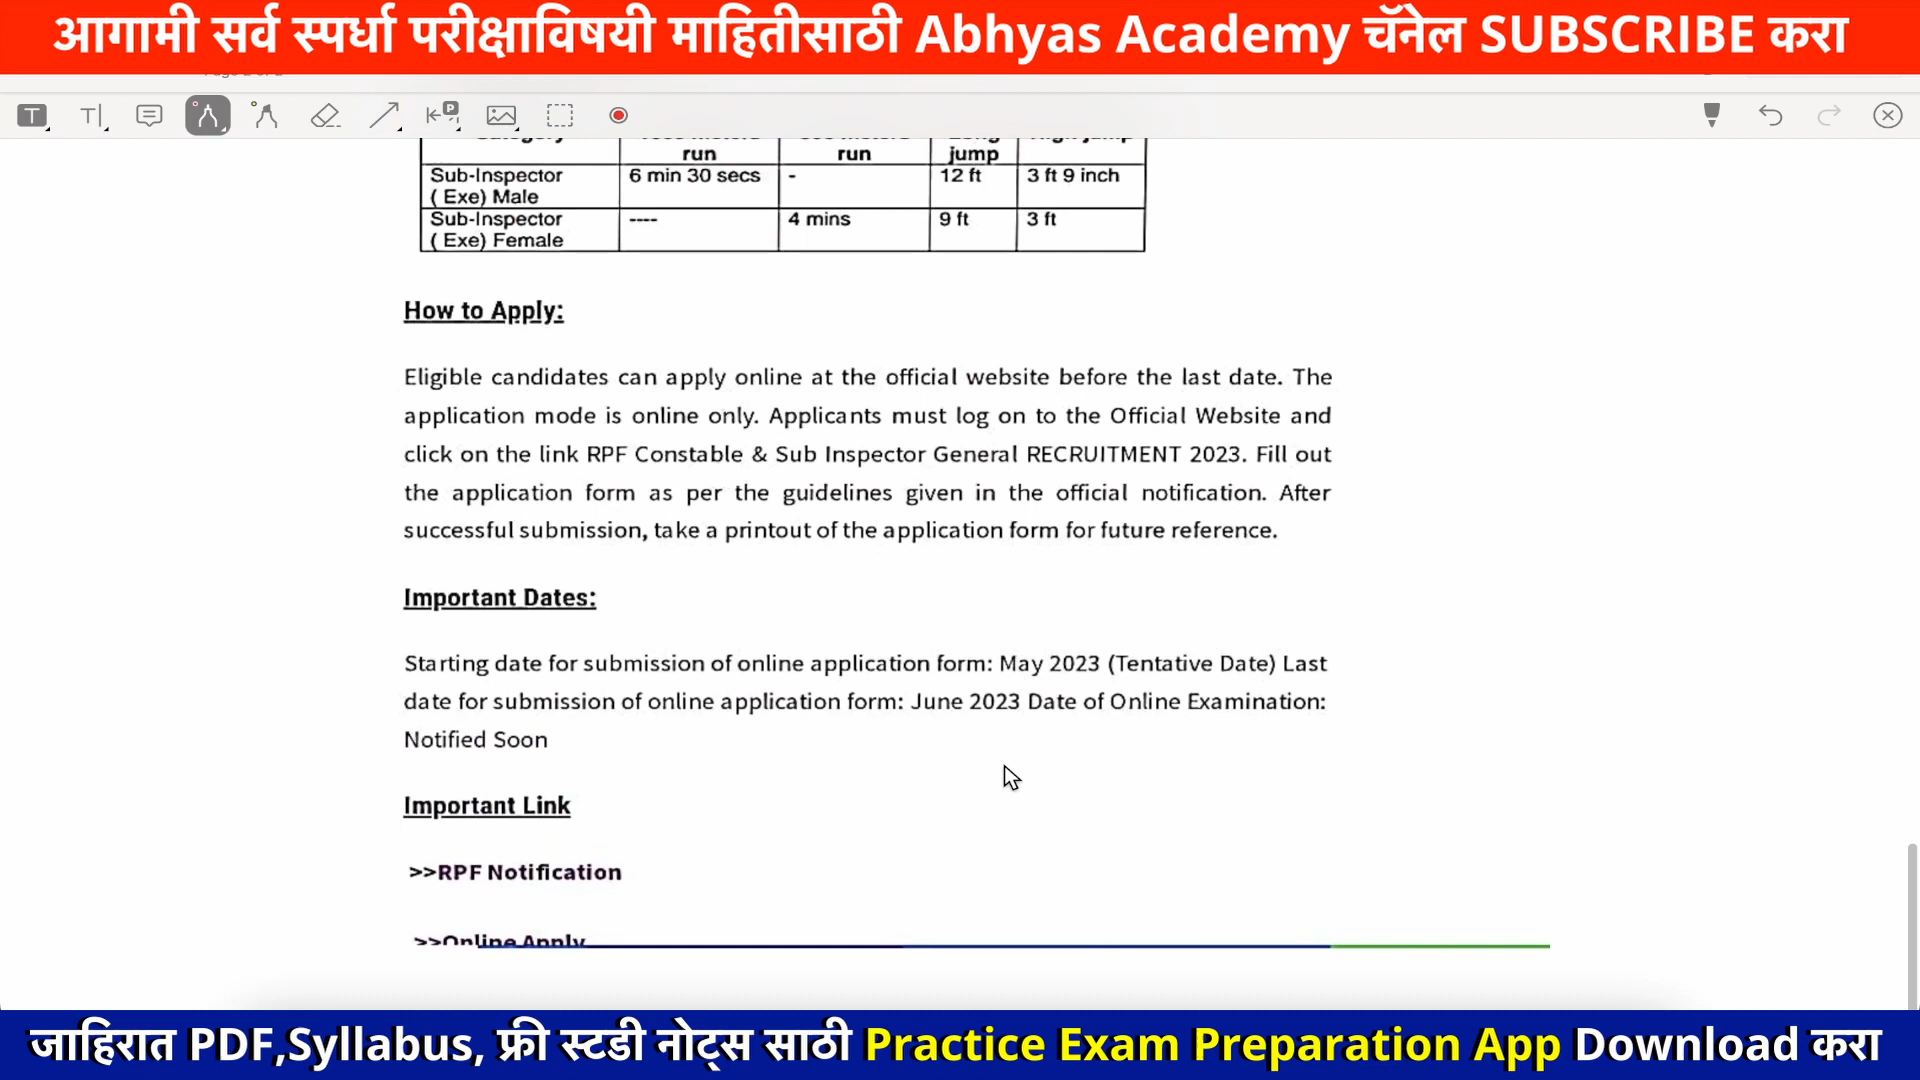 आगामी सर्व स्पर्धा परीक्षाविषयी माहितीसाठी Abhyas Academy चॅनेल SUBSCRIBE करा
run run jump
Sub-Inspector 6 min 30 secs - 12 ft 3 ft 9 inch
( Exe) Male
Sub-Inspector ---- 4 mins 9 ft 3 ft
( Exe) Female
How to Apply:
Eligible candidates can apply online at the official website before the last date. The
application mode is online only. Applicants must log on to the Official Website and
click on the link RPF Constable & Sub Inspector General RECRUITMENT 2023. Fill out
the application form as per the guidelines given in the official notification. After
successful submission, take a printout of the application form for future reference.
Important Dates:
Starting date for submission of online application form: May 2023 (Tentative Date) Last
date for submission of online application form: June 2023 Date of Online Examination:
Notified Soon
Important Link
>>RPF Notification
>>Online Apply
जाहिरात PDF,Syllabus, फ्री स्टडी नोट्स साठी Practice Exam Preparation App Download करा